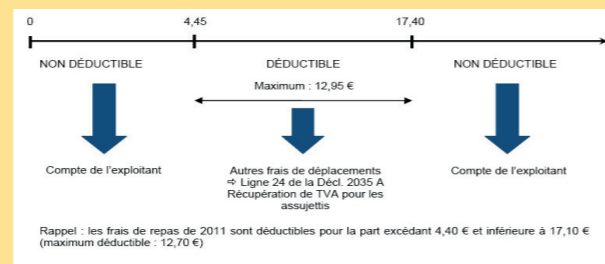 0 4,45 17,40
NON DÉDUCTIBLE DÉDUCTIBLE NON DÉDUCTIBLE
Maximum : 12,95 €
Compte de l'exploitant Autres frais de déplacements Compte de l'exploitant
⇨ Ligne 24 de la Décl. 2035 A
Récupération de TVA pour les
assujettis
Rappel : les frais de repas de 2011 sont déductibles pour la part excédant 4,40 € et inférieure à 17,10 €
(maximum déductible : 12,70 €)